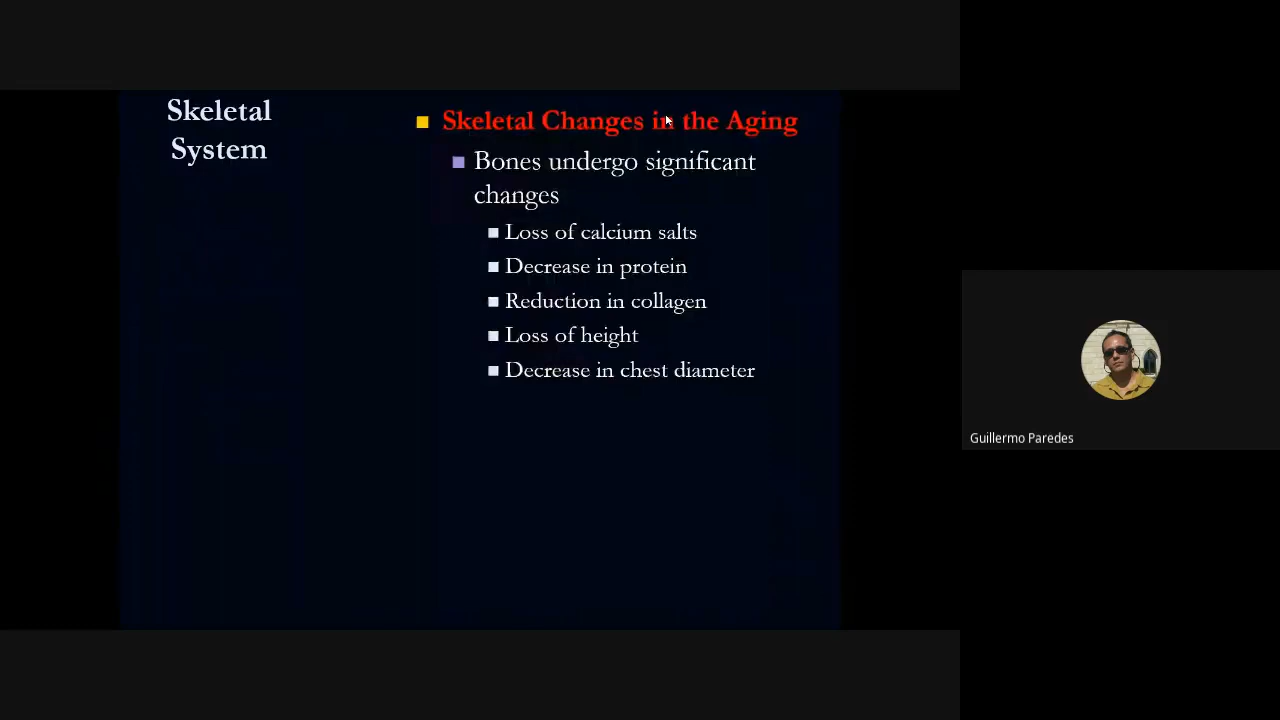 Skeletal
System
Skeletal Changes in the Aging
Bones undergo significant
changes
Loss of calcium salts
Decrease in protein
Reduction in collagen
Loss of height
Decrease in chest diameter
Guillermo Paredes